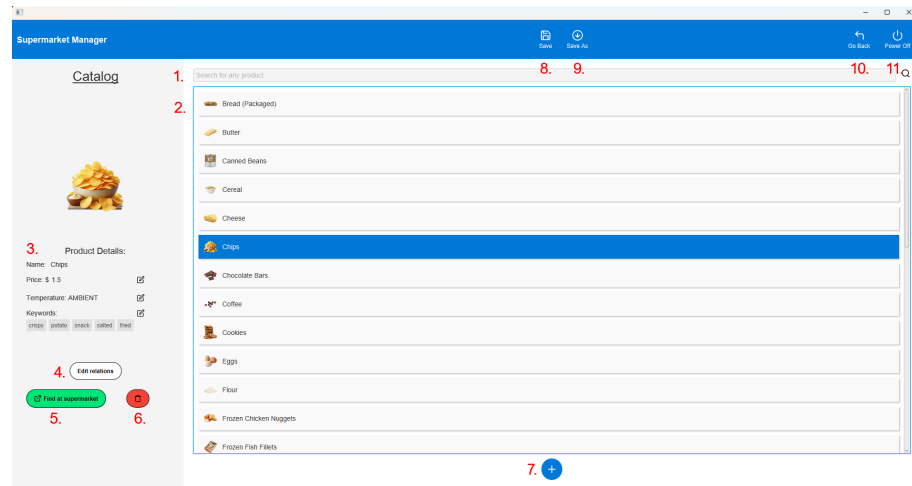 Supermarket Manager
Save
Save As
Go Back
Power Off
8.
9.
10.
11
Catalog
1.
Search for any product
2.
Bread (Packaged)
Butter
Canned Beans
Cereal
Cheese
Chips
Chocolate Bars
Coffee
Cookies
Eggs
Flour
Frozen Chicken Nuggets
Frozen Fish Fillets
3.
Product Details:
Name: Chips
Price: $ 1.5
Temperature: AMBIENT
Keywords:
crispy potato snack salted fried
4.
Edit relations
Find at supermarket
5.
6.
7.
+